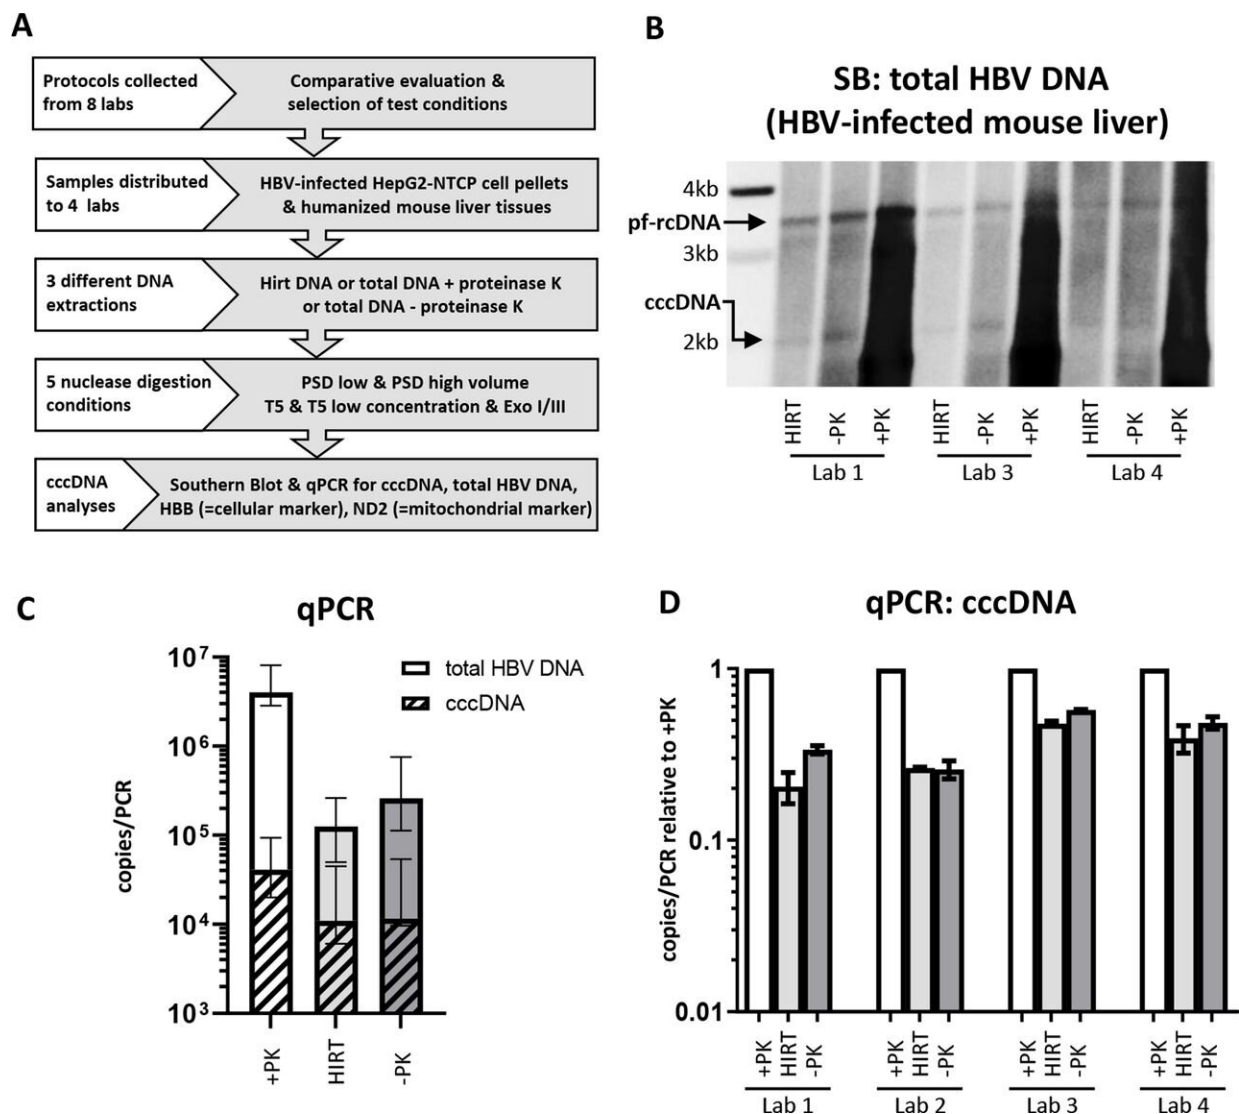 A
Protocols collected
from 8 labs
Comparative evaluation &
selection of test conditions
Samples distributed
to 4 labs
HBV-infected HepG2-NTCP cell pellets
& humanized mouse liver tissues
3 different DNA
extractions
Hirt DNA or total DNA + proteinase K
or total DNA - proteinase K
5 nuclease digestion
conditions
PSD low & PSD high volume
T5 & T5 low concentration & Exo I/III
cccDNA
analyses
Southern Blot & qPCR for cccDNA, total HBV DNA,
HBB (=cellular marker), ND2 (=mitochondrial marker)
B
SB: total HBV DNA
(HBV-infected mouse liver)
4kb
pf-rcDNA
3kb
cccDNA
2kb
HIRT -PK +PK HIRT -PK +PK HIRT -PK +PK
Lab 1 Lab 3 Lab 4
C
qPCR
total HBV DNA
cccDNA
copies/PCR
10⁷
10⁶
10⁵
10⁴
10³
+PK HIRT -PK
D
qPCR: cccDNA
copies/PCR relative to +PK
1
0.1
0.01
+PK HIRT -PK +PK HIRT -PK +PK HIRT -PK +PK HIRT -PK
Lab 1 Lab 2 Lab 3 Lab 4